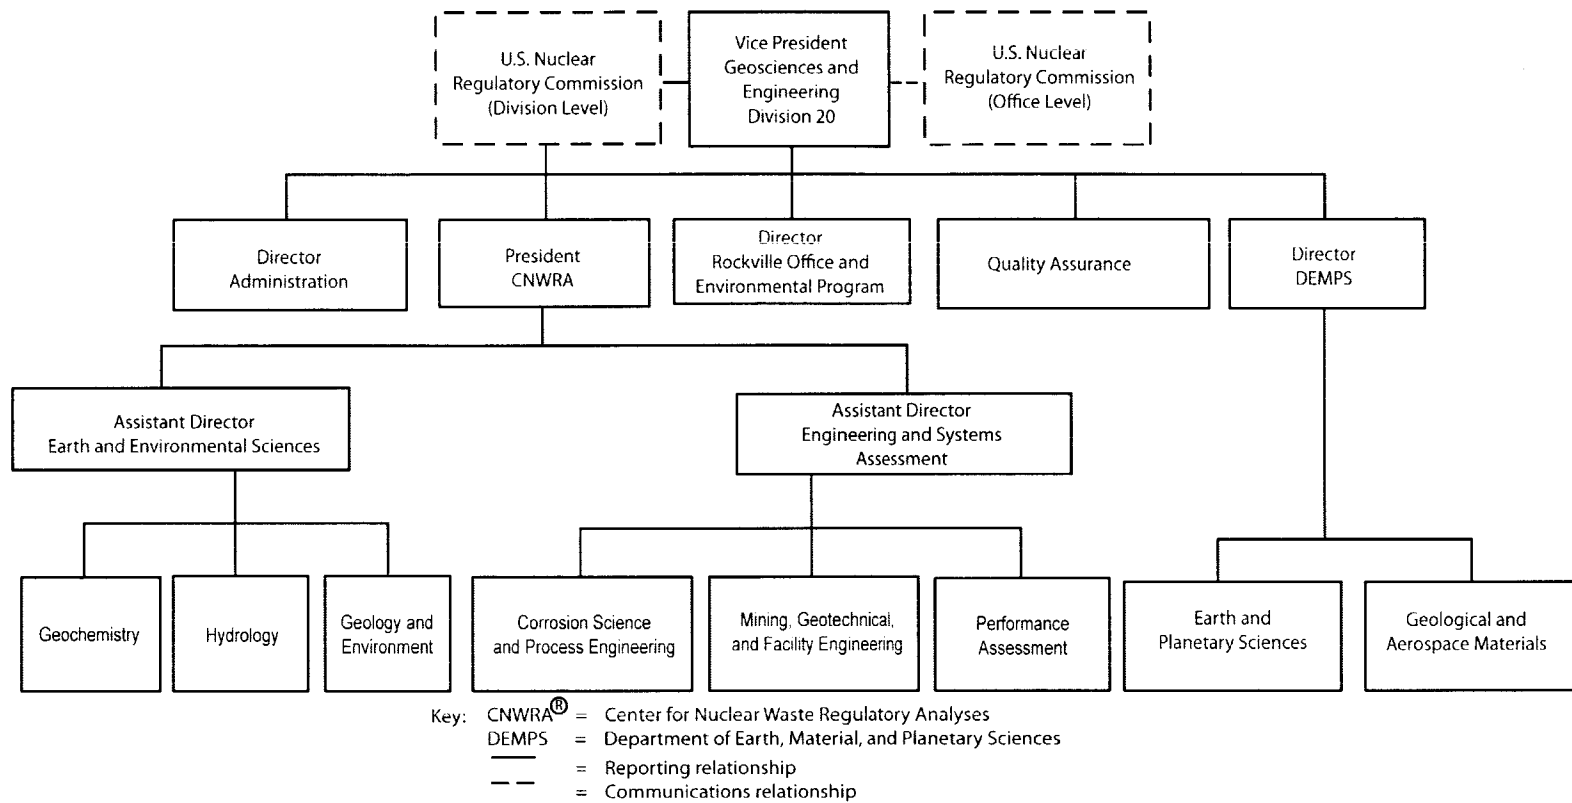 U.S. Nuclear
Regulatory Commission
(Division Level)
Vice President
Geosciences and
Engineering
Division 20
U.S. Nuclear
Regulatory Commission
(Office Level)
Director
Administration
President
CNWRA
Director
Rockville Office and
Environmental Program
Quality Assurance
Director
DEMPS
Assistant Director
Earth and Environmental Sciences
Assistant Director
Engineering and Systems
Assessment
Geochemistry
Hydrology
Geology and
Environment
Corrosion Science
and Process Engineering
Mining, Geotechnical,
and Facility Engineering
Performance
Assessment
Earth and
Planetary Sciences
Geological and
Aerospace Materials
Key: CNWRA® = Center for Nuclear Waste Regulatory Analyses
DEMPS = Department of Earth, Material, and Planetary Sciences
= Reporting relationship
= Communications relationship